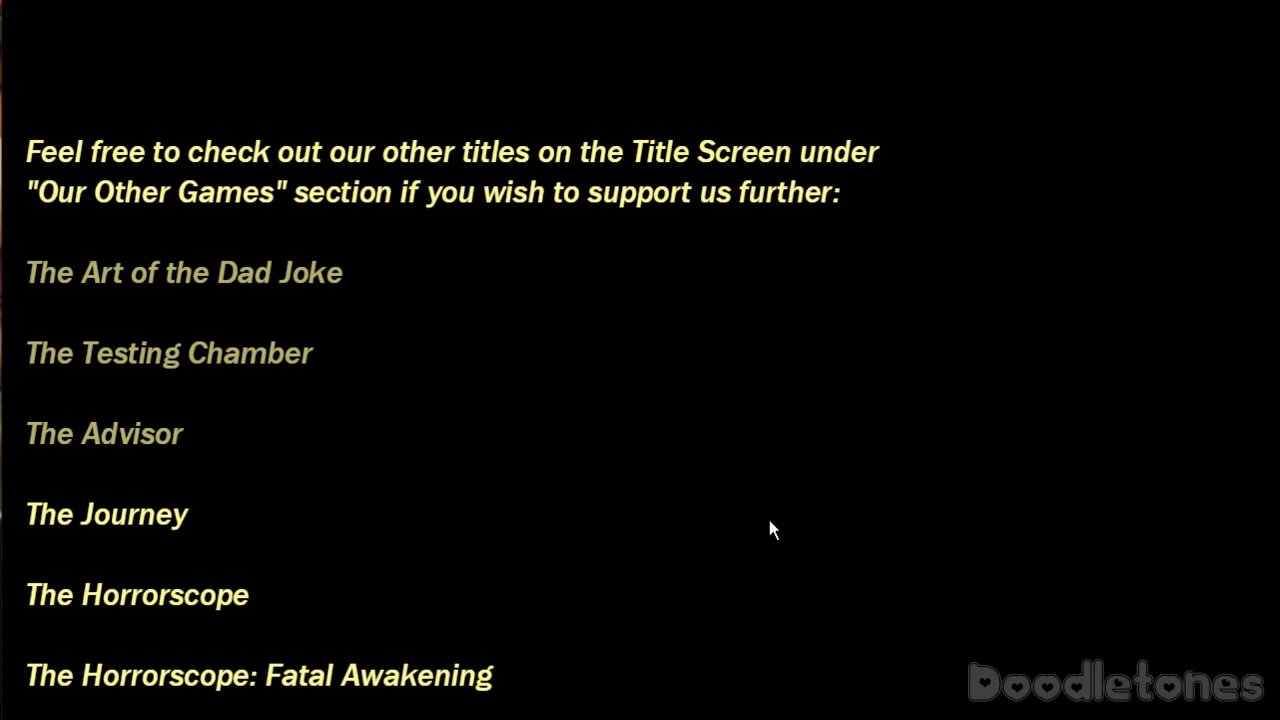 Feel free to check out our other titles on the Title Screen under
"Our Other Games" section if you wish to support us further:
The Art of the Dad Joke
The Testing Chamber
The Advisor
The Journey
The Horrorscope
The Horrorscope: Fatal Awakening
Doodletones